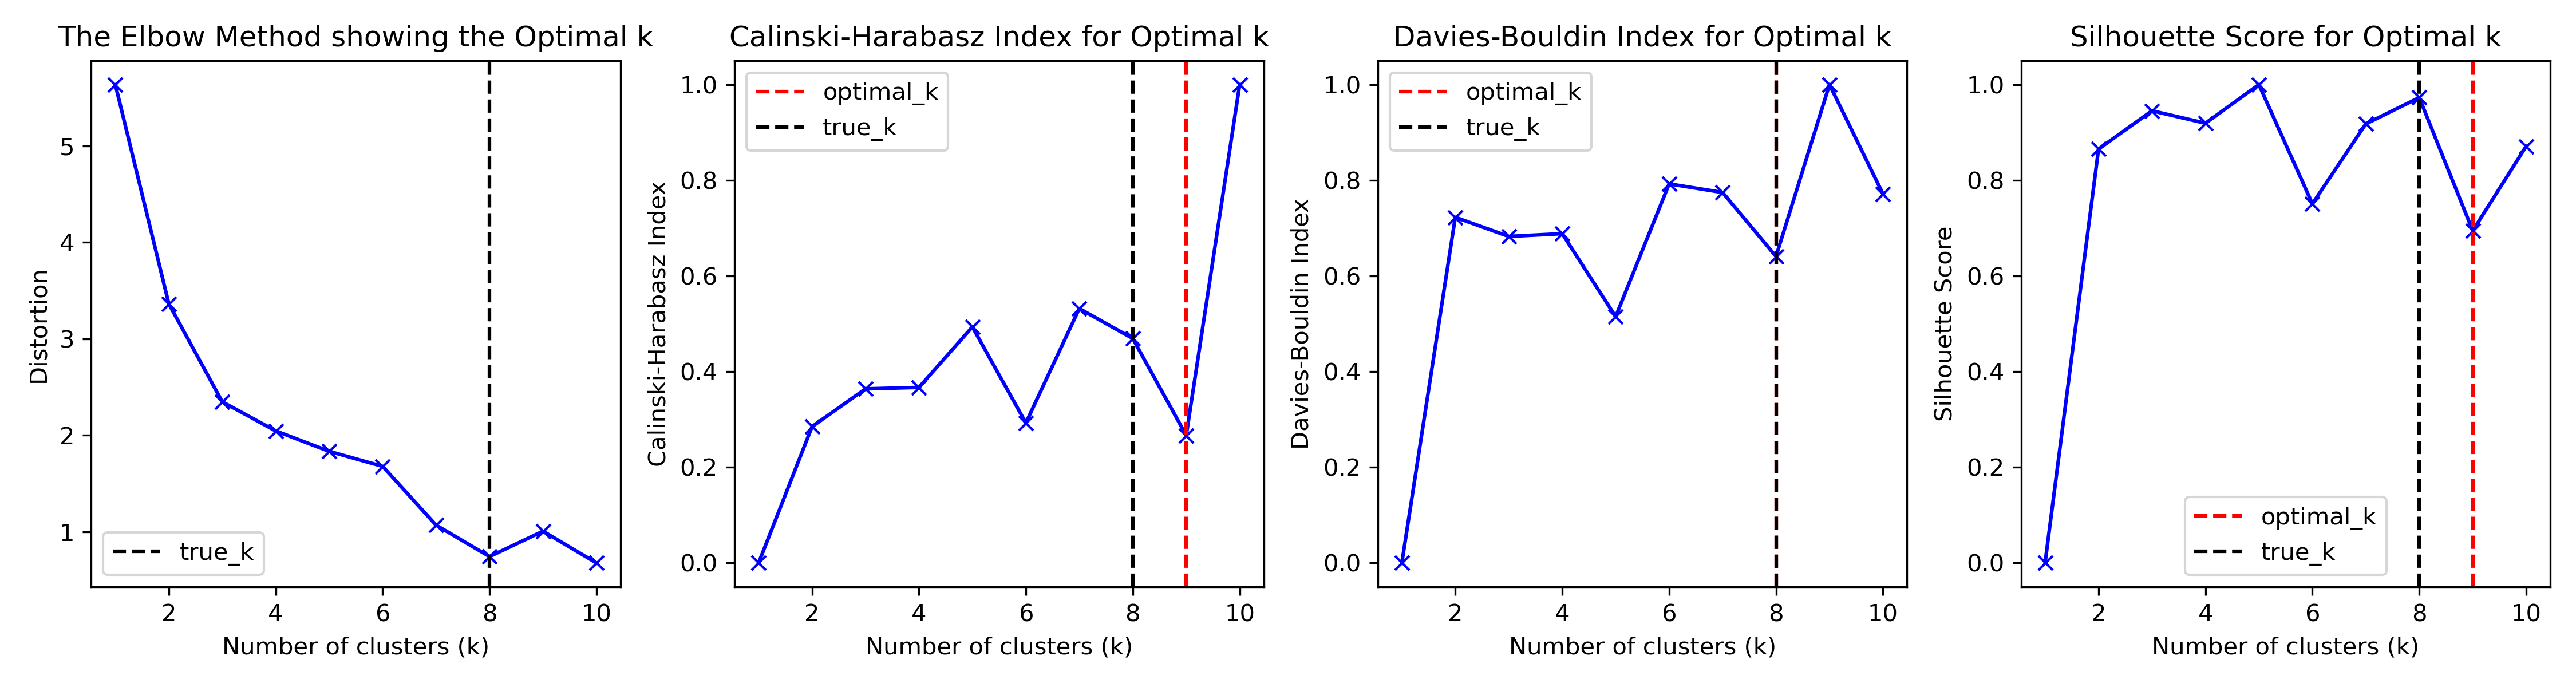 The Elbow Method showing the Optimal k
5
4
3
2
1
Distortion
true_k
2
4
6
8
10
Number of clusters (k)
Calinski-Harabasz Index for Optimal k
1.0
0.8
0.6
0.4
0.2
0.0
Calinski-Harabasz Index
optimal_k
true_k
2
4
6
8
10
Number of clusters (k)
Davies-Bouldin Index for Optimal k
1.0
0.8
0.6
0.4
0.2
0.0
Davies-Bouldin Index
optimal_k
true_k
2
4
6
8
10
Number of clusters (k)
Silhouette Score for Optimal k
1.0
0.8
0.6
0.4
0.2
0.0
Silhouette Score
optimal_k
true_k
2
4
6
8
10
Number of clusters (k)